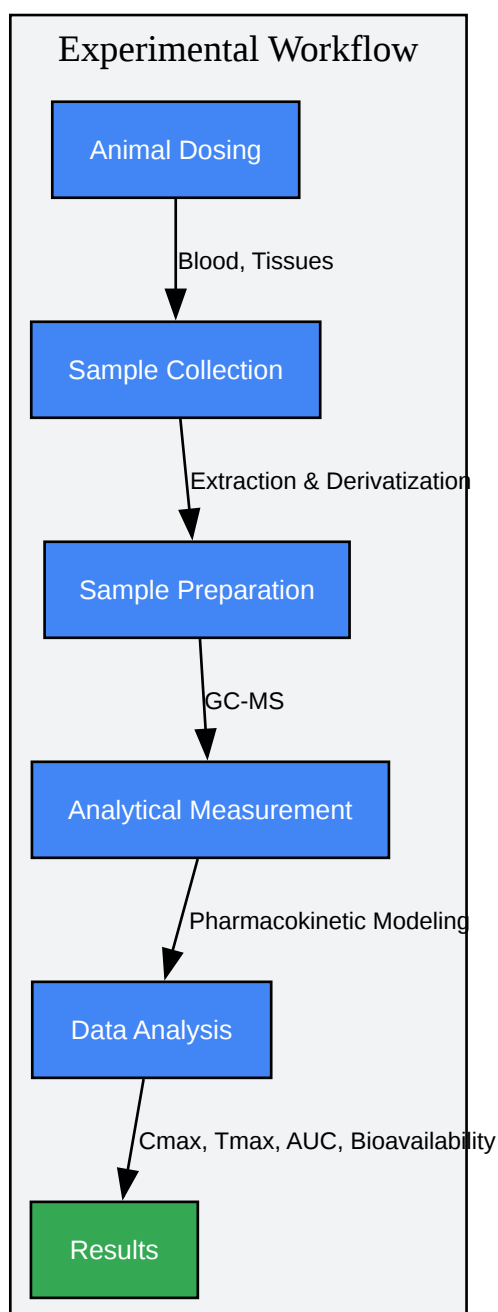 Experimental Workflow
Animal Dosing
Blood, Tissues
Sample Collection
Extraction & Derivatization
Sample Preparation
GC-MS
Analytical Measurement
Pharmacokinetic Modeling
Data Analysis
Cmax, Tmax, AUC, Bioavailability
Results